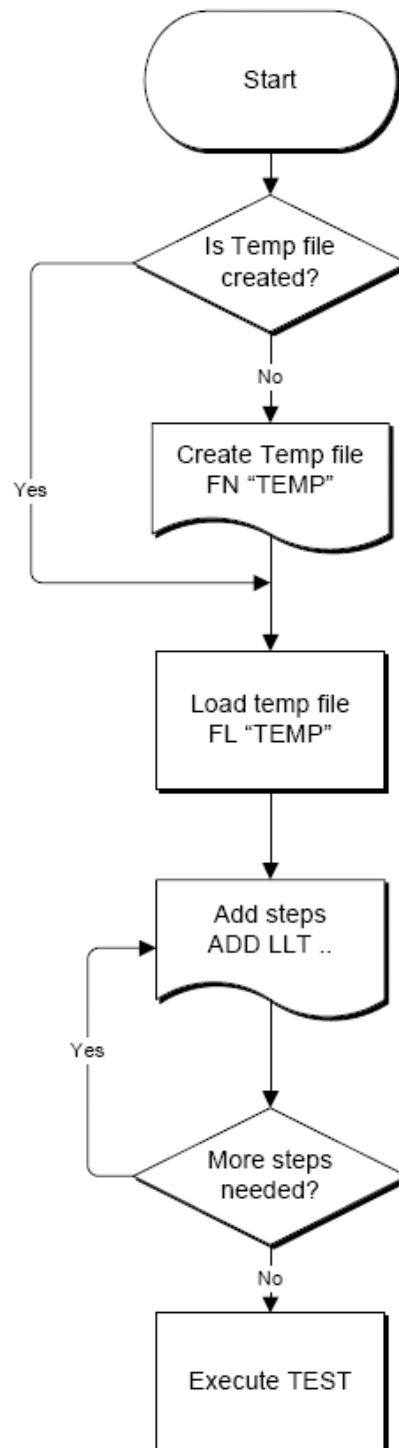 Start
Is Temp file
created?
No
Create Temp file
FN “TEMP”
Yes
Load temp file
FL “TEMP”
Add steps
ADD LLT ..
Yes
More steps
needed?
No
Execute TEST